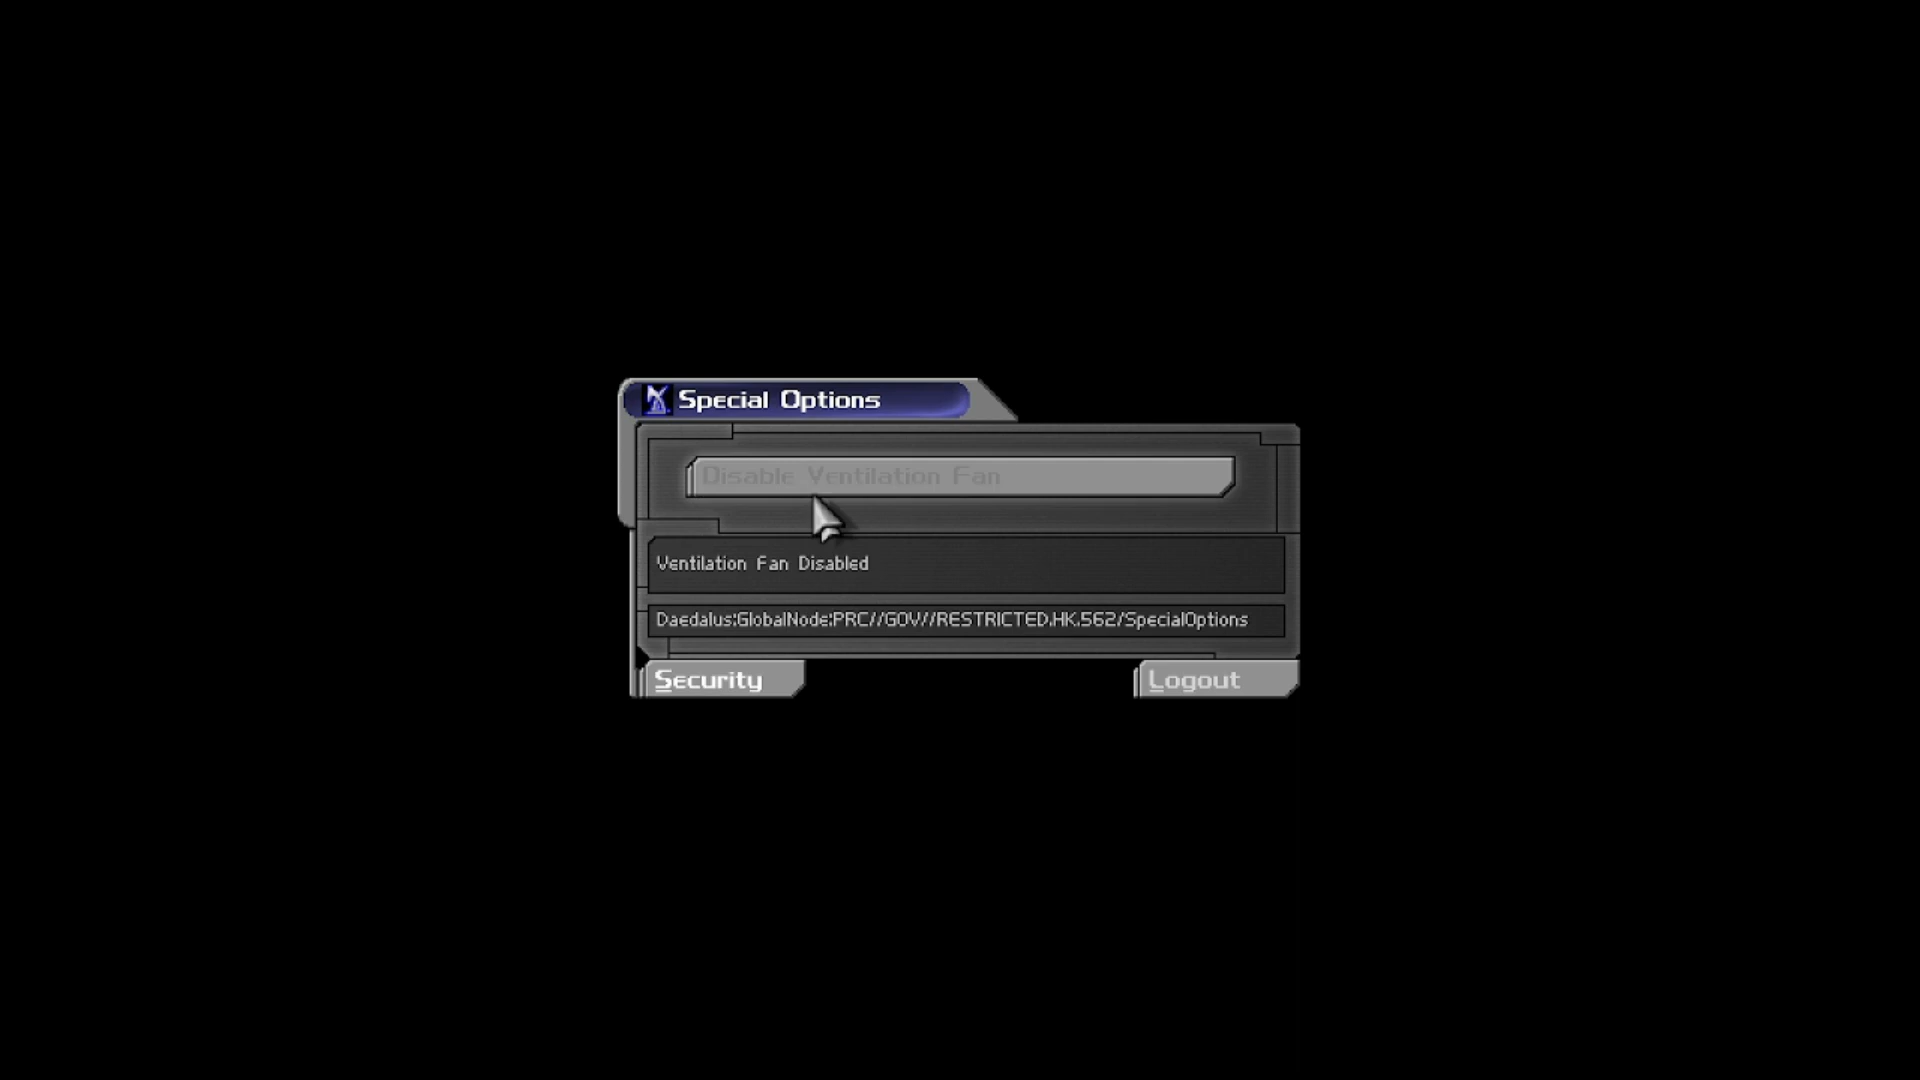 Special Options
Disable Ventilation Fan
Ventilation Fan Disabled
Daedalus:GlobalNode:PRC//GOV//RESTRICTED.HK.562/SpecialOptions
Security
Logout